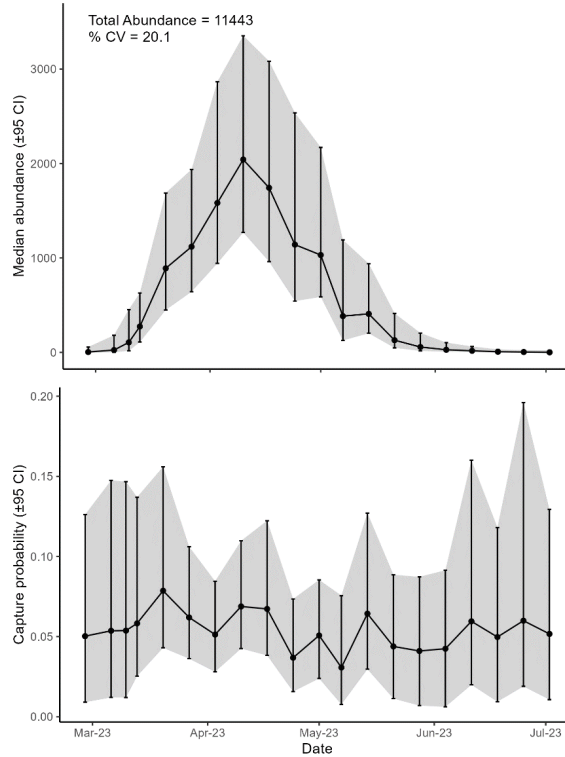 Total Abundance = 11443
% CV = 20.1
Median abundance (±95 CI)
3000
2000
1000
0
Capture probability (±95 CI)
0.20
0.15
0.10
0.05
0.00
Mar-23
Apr-23
May-23
Jun-23
Jul-23
Date